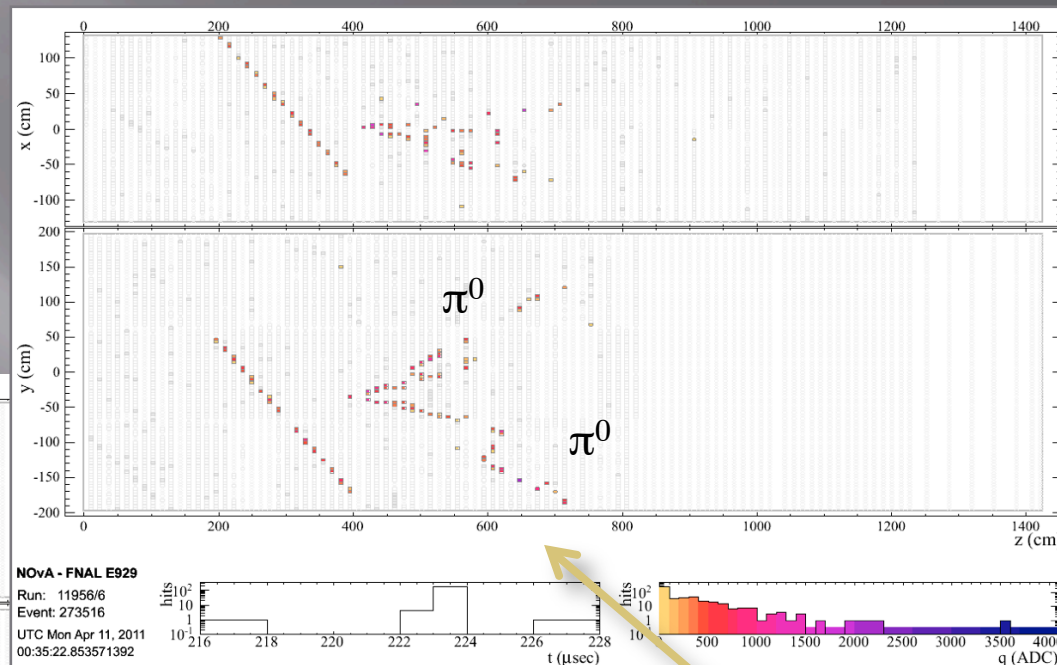 0 200 400 600 800 1000 1200 1400
x (cm)
100
50
0
-50
-100
y (cm)
200
150
100
50
0
-50
-100
-150
-200
π⁰
π⁰
0 200 400 600 800 1000 1200 1400
z (cm)
NOvA - FNAL E929
Run: 11956/6
Event: 273516
UTC Mon Apr 11, 2011
00:35:22.853571392
hits
10²
10
1
10⁻¹
216 218 220 222 224 226 228
t (μsec)
hits
10²
10
1
10⁻¹
500 1000 1500 2000 2500 3000 3500
q (ADC)